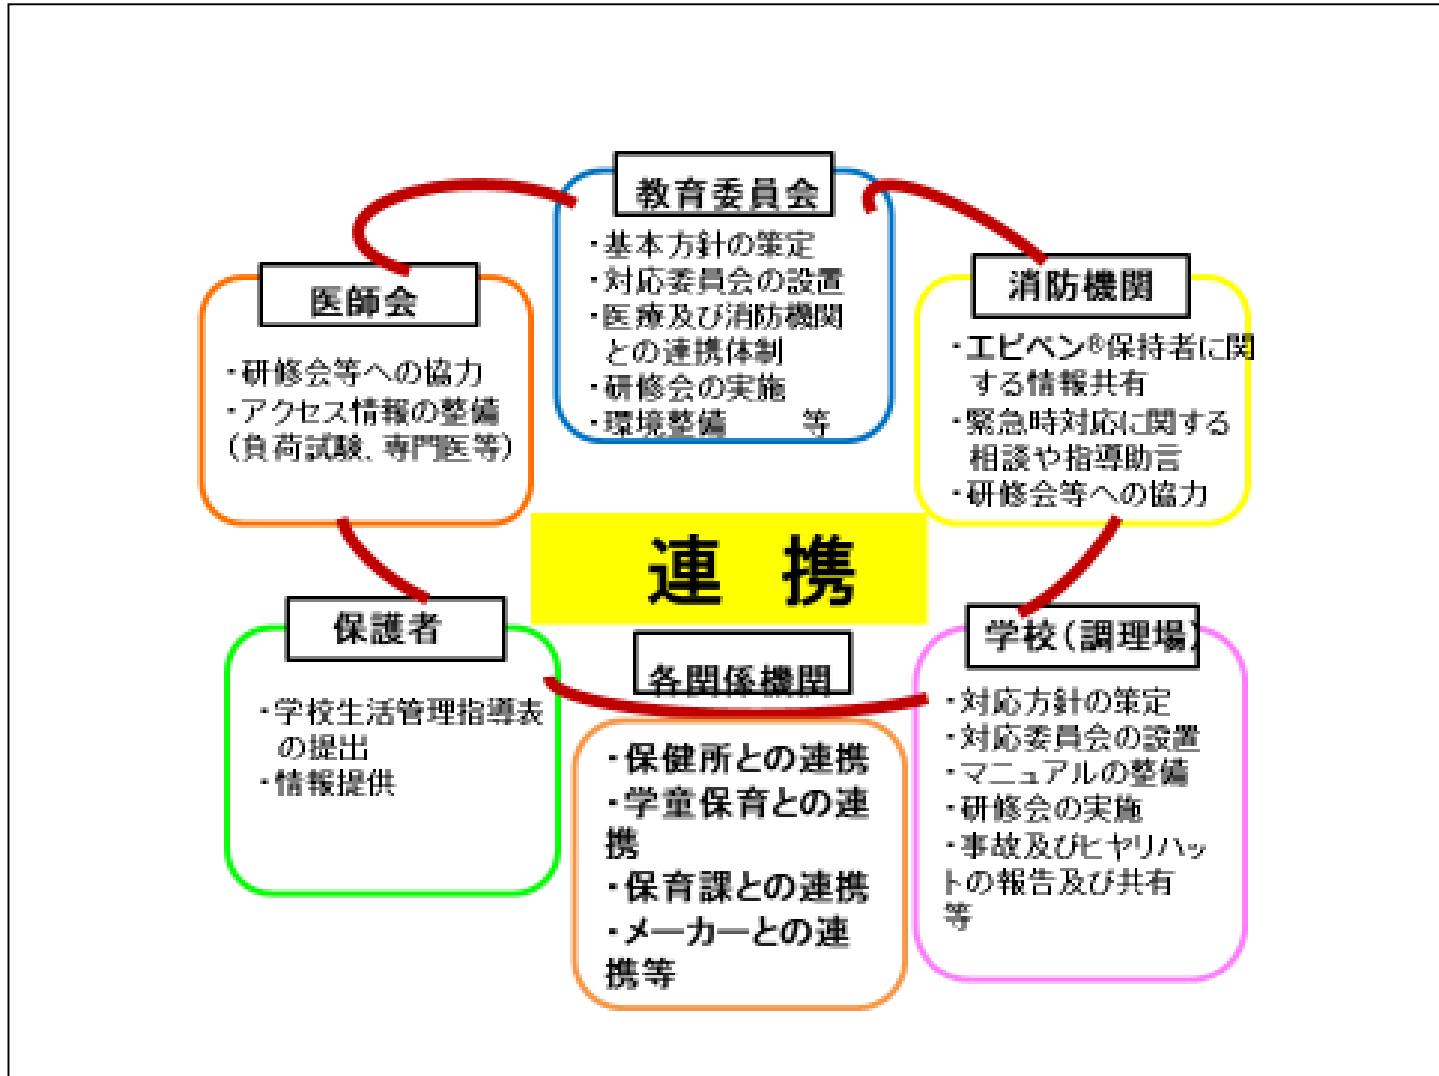 教育委員会
・基本方針の策定
・対応委員会の設置
・医療及び消防機関
との連携体制
・研修会の実施
・環境整備　　等
医師会
・研修会等への協力
・アクセス情報の整備
(負荷試験、専門医等)
消防機関
・エピペン®保持者に関
する情報共有
・緊急時対応に関する
相談や指導助言
・研修会等への協力
連　携
保護者
・学校生活管理指導表
の提出
・情報提供
各関係機関
・保健所との連携
・学童保育との連
携
・保育課との連携
・メーカーとの連
携等
学校(調理場)
・対応方針の策定
・対応委員会の設置
・マニュアルの整備
・研修会の実施
・事故及びヒヤリハッ
トの報告及び共有
等